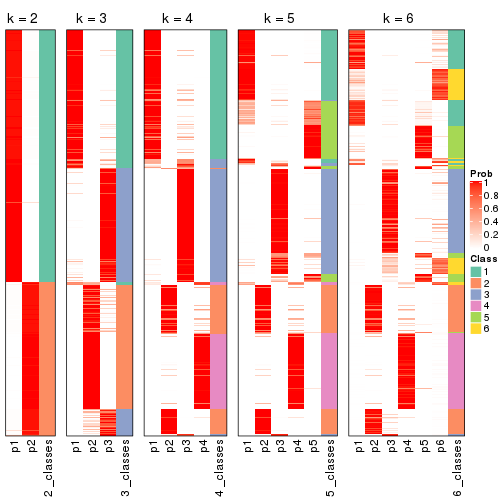 k = 2
k = 3
k = 4
k = 5
k = 6
Prob
1
0.8
0.6
0.4
0.2
0
Class
1
2
3
4
5
6
p1
p2
2_classes
p1
p2
p3
3_classes
p1
p2
p3
p4
4_classes
p1
p2
p3
p4
p5
5_classes
p1
p2
p3
p4
p5
p6
6_classes